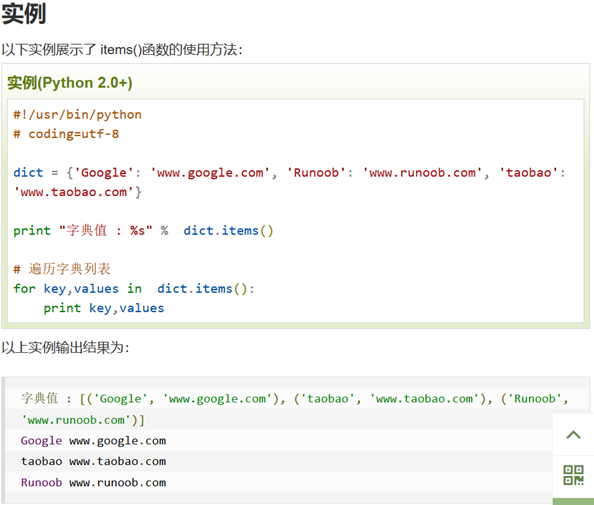 实例
以下实例展示了 items()函数的使用方法：
实例(Python 2.0+)
#!/usr/bin/python
# coding=utf-8
dict = {'Google': 'www.google.com', 'Runoob': 'www.runoob.com', 'taobao':
'www.taobao.com'}
print "字典值 : %s" %  dict.items()
# 遍历字典列表
for key,values in  dict.items():
    print key,values
以上实例输出结果为：
字典值 : [('Google', 'www.google.com'), ('taobao', 'www.taobao.com'), ('Runoob',
'www.runoob.com')]
Google www.google.com
taobao www.taobao.com
Runoob www.runoob.com